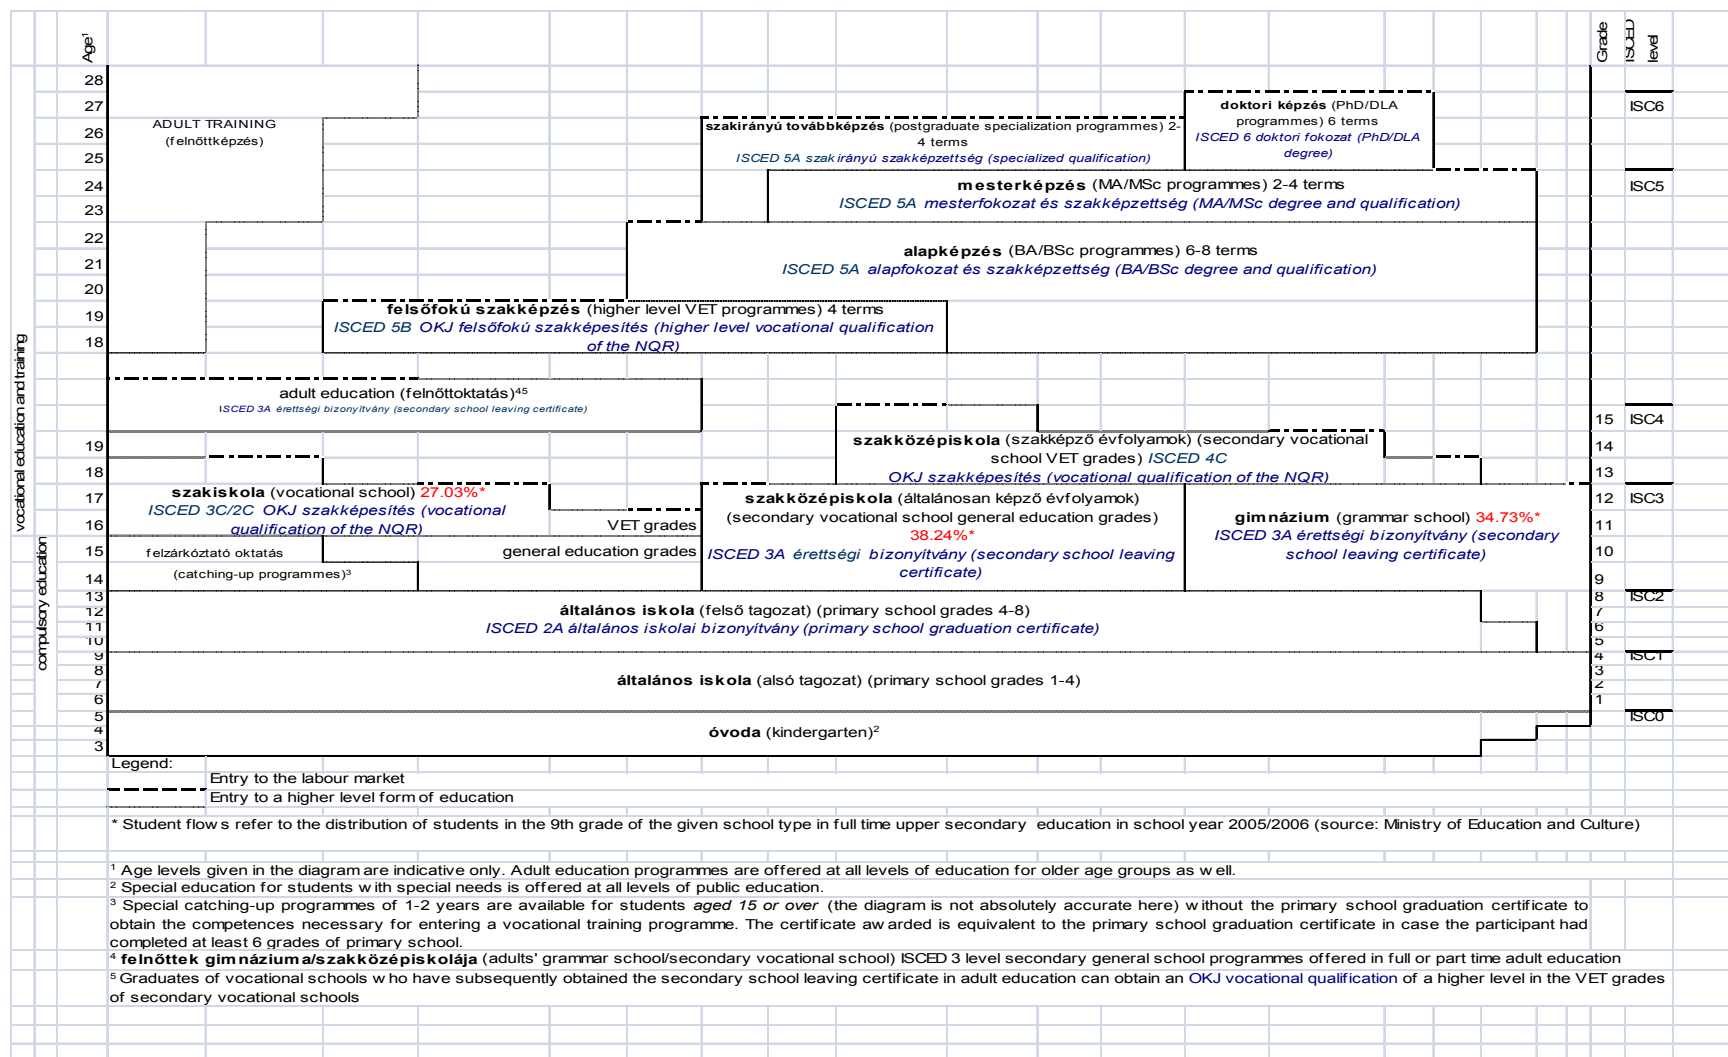 Age¹
Grade
ISCED level
28
27
26
25
24
23
22
21
20
19
18
19
18
17
16
15
14
13
12
11
10
9
8
7
6
5
4
3
vocational education and training
compulsory education
ADULT TRAINING
(felnőttképzés)
doktori képzés (PhD/DLA
programmes) 6 terms
ISCED 6 doktori fokozat (PhD/DLA
degree)
szakirányú továbbképzés (postgraduate specialization programmes) 2-
4 terms
ISCED 5A szakirányú szakképzettség (specialized qualification)
mesterképzés (MA/MSc programmes) 2-4 terms
ISCED 5A mesterfokozat és szakképzettség (MA/MSc degree and qualification)
alapképzés (BA/BSc programmes) 6-8 terms
ISCED 5A alapfokozat és szakképzettség (BA/BSc degree and qualification)
felsőfokú szakképzés (higher level VET programmes) 4 terms
ISCED 5B OKJ felsőfokú szakképesítés (higher level vocational qualification
of the NQR)
adult education (felnőttoktatás)⁴⁵
ISCED 3A érettségi bizonyítvány (secondary school leaving certificate)
szakközépiskola (szakképző évfolyamok) (secondary vocational
school VET grades) ISCED 4C
OKJ szakképesítés (vocational qualification of the NQR)
szakiskola (vocational school) 27.03%*
ISCED 3C/2C OKJ szakképesítés (vocational
qualification of the NQR)
VET grades
general education grades
felzárkóztató oktatás
(catching-up programmes)³
szakközépiskola (általánosan képző évfolyamok)
(secondary vocational school general education grades)
38.24%*
ISCED 3A érettségi bizonyítvány (secondary school leaving
certificate)
gimnázium (grammar school) 34.73%*
ISCED 3A érettségi bizonyítvány (secondary
school leaving certificate)
általános iskola (felső tagozat) (primary school grades 4-8)
ISCED 2A általános iskolai bizonyítvány (primary school graduation certificate)
általános iskola (alsó tagozat) (primary school grades 1-4)
óvoda (kindergarten)²
15
14
13
12
11
10
9
8
7
6
5
4
3
2
1
ISC6
ISC5
ISC4
ISC3
ISC2
ISC1
ISC0
Legend:
Entry to the labour market
Entry to a higher level form of education
* Student flows refer to the distribution of students in the 9th grade of the given school type in full time upper secondary education in school year 2005/2006 (source: Ministry of Education and Culture)
¹ Age levels given in the diagram are indicative only. Adult education programmes are offered at all levels of education for older age groups as well.
² Special education for students with special needs is offered at all levels of public education.
³ Special catching-up programmes of 1-2 years are available for students aged 15 or over (the diagram is not absolutely accurate here) without the primary school graduation certificate to
obtain the competences necessary for entering a vocational training programme. The certificate awarded is equivalent to the primary school graduation certificate in case the participant had
completed at least 6 grades of primary school.
⁴ felnőttek gimnáziuma/szakközépiskolája (adults' grammar school/secondary vocational school) ISCED 3 level secondary general school programmes offered in full or part time adult education
⁵ Graduates of vocational schools who have subsequently obtained the secondary school leaving certificate in adult education can obtain an OKJ vocational qualification of a higher level in the VET grades
of secondary vocational schools